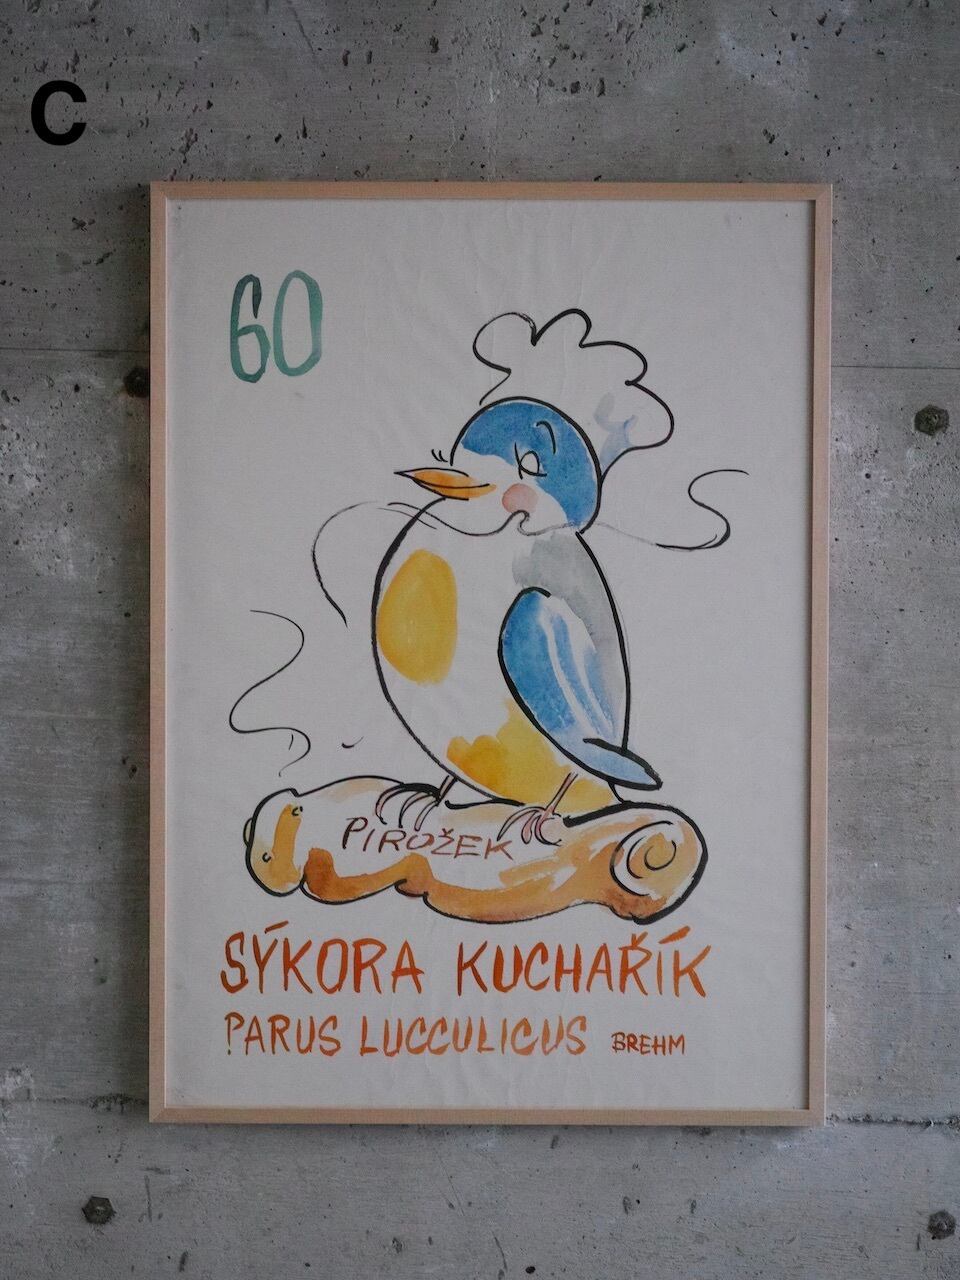 C
60
PIROŽEK
SÝKORA KUCHAŘÍK
PARUS LUCCULICUS BREHM